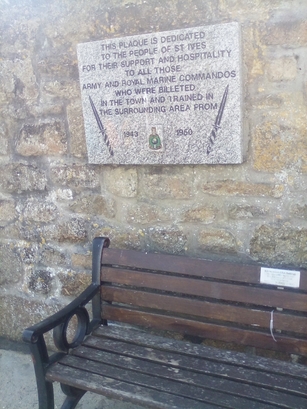 THIS PLAQUE IS DEDICATED
TO THE PEOPLE OF ST IVES
FOR THEIR SUPPORT AND HOSPITALITY
TO ALL THOSE
ARMY AND ROYAL MARINE COMMANDOS
WHO WERE BILLETED
IN THE TOWN AND TRAINED IN
THE SURROUNDING AREA FROM
1943 1950